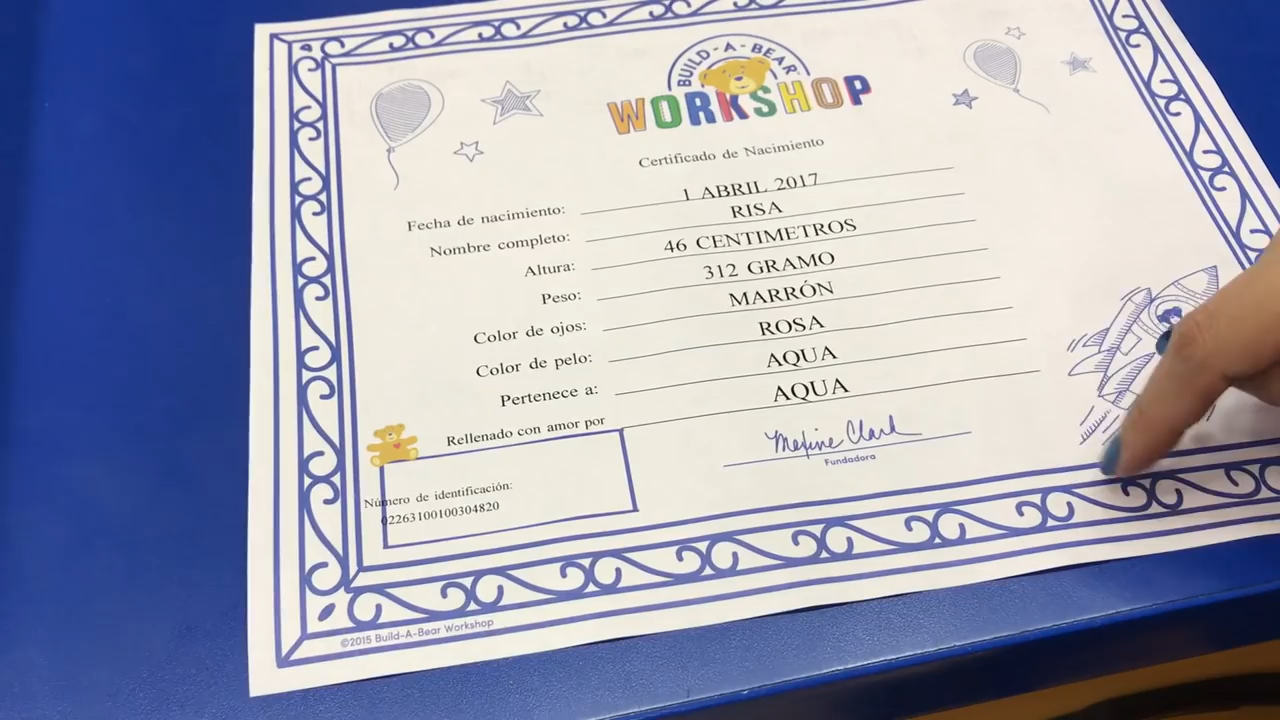 BUILD-A-BEAR
WORKSHOP
Certificado de Nacimiento
Fecha de nacimiento: 1 ABRIL 2017
Nombre completo: RISA
Altura: 46 CENTIMETROS
Peso: 312 GRAMO
Color de ojos: MARRÓN
Color de pelo: ROSA
Pertenece a: AQUA
Rellenado con amor por AQUA
Maxine Clark
Fundadora
Número de identificación:
02263100100304820
©2015 Build-A-Bear Workshop